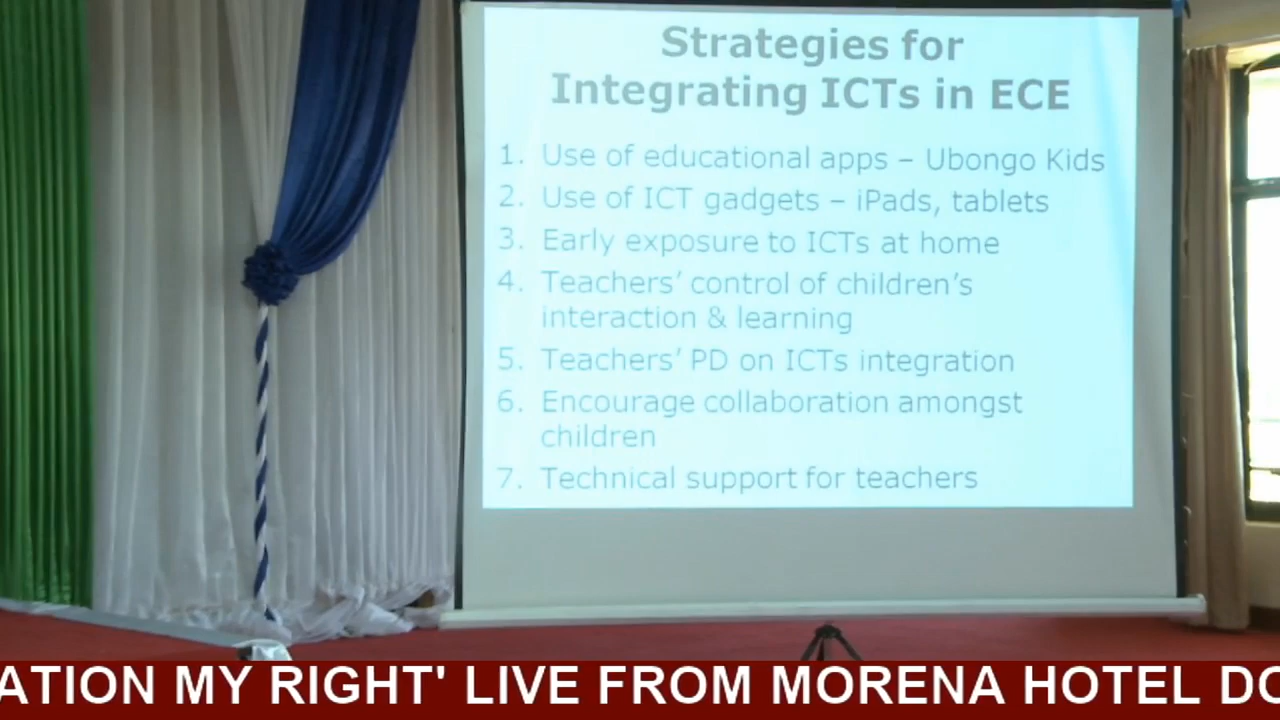 Strategies for
Integrating ICTs in ECE
1. Use of educational apps – Ubongo Kids
2. Use of ICT gadgets – iPads, tablets
3. Early exposure to ICTs at home
4. Teachers’ control of children’s
interaction & learning
5. Teachers’ PD on ICTs integration
6. Encourage collaboration amongst
children
7. Technical support for teachers
ATION MY RIGHT' LIVE FROM MORENA HOTEL DO